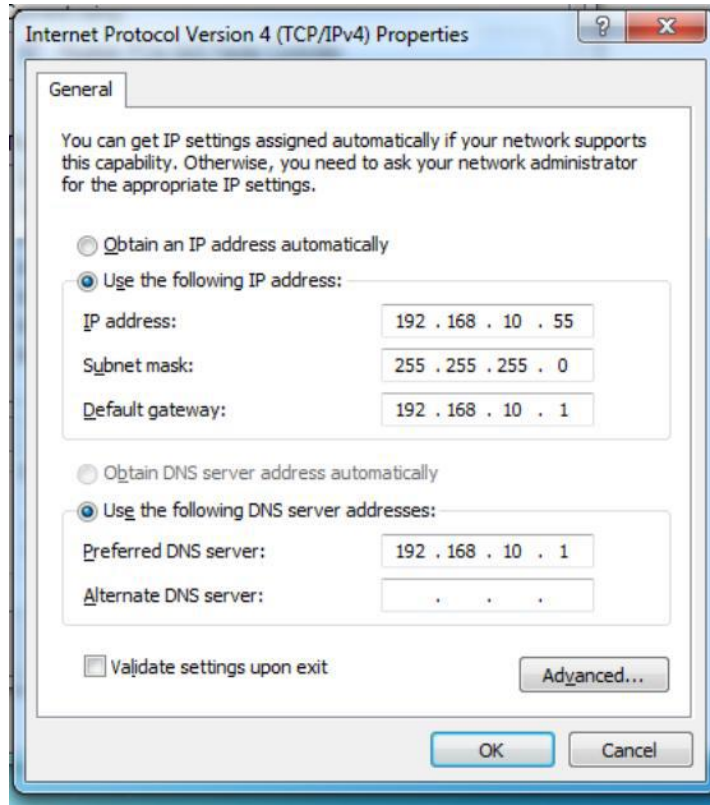 Internet Protocol Version 4 (TCP/IPv4) Properties
General
You can get IP settings assigned automatically if your network supports
this capability. Otherwise, you need to ask your network administrator
for the appropriate IP settings.
Obtain an IP address automatically
Use the following IP address:
IP address: 192 . 168 . 10 . 55
Subnet mask: 255 . 255 . 255 . 0
Default gateway: 192 . 168 . 10 . 1
Obtain DNS server address automatically
Use the following DNS server addresses:
Preferred DNS server: 192 . 168 . 10 . 1
Alternate DNS server: . . .
Validate settings upon exit
Advanced...
OK Cancel